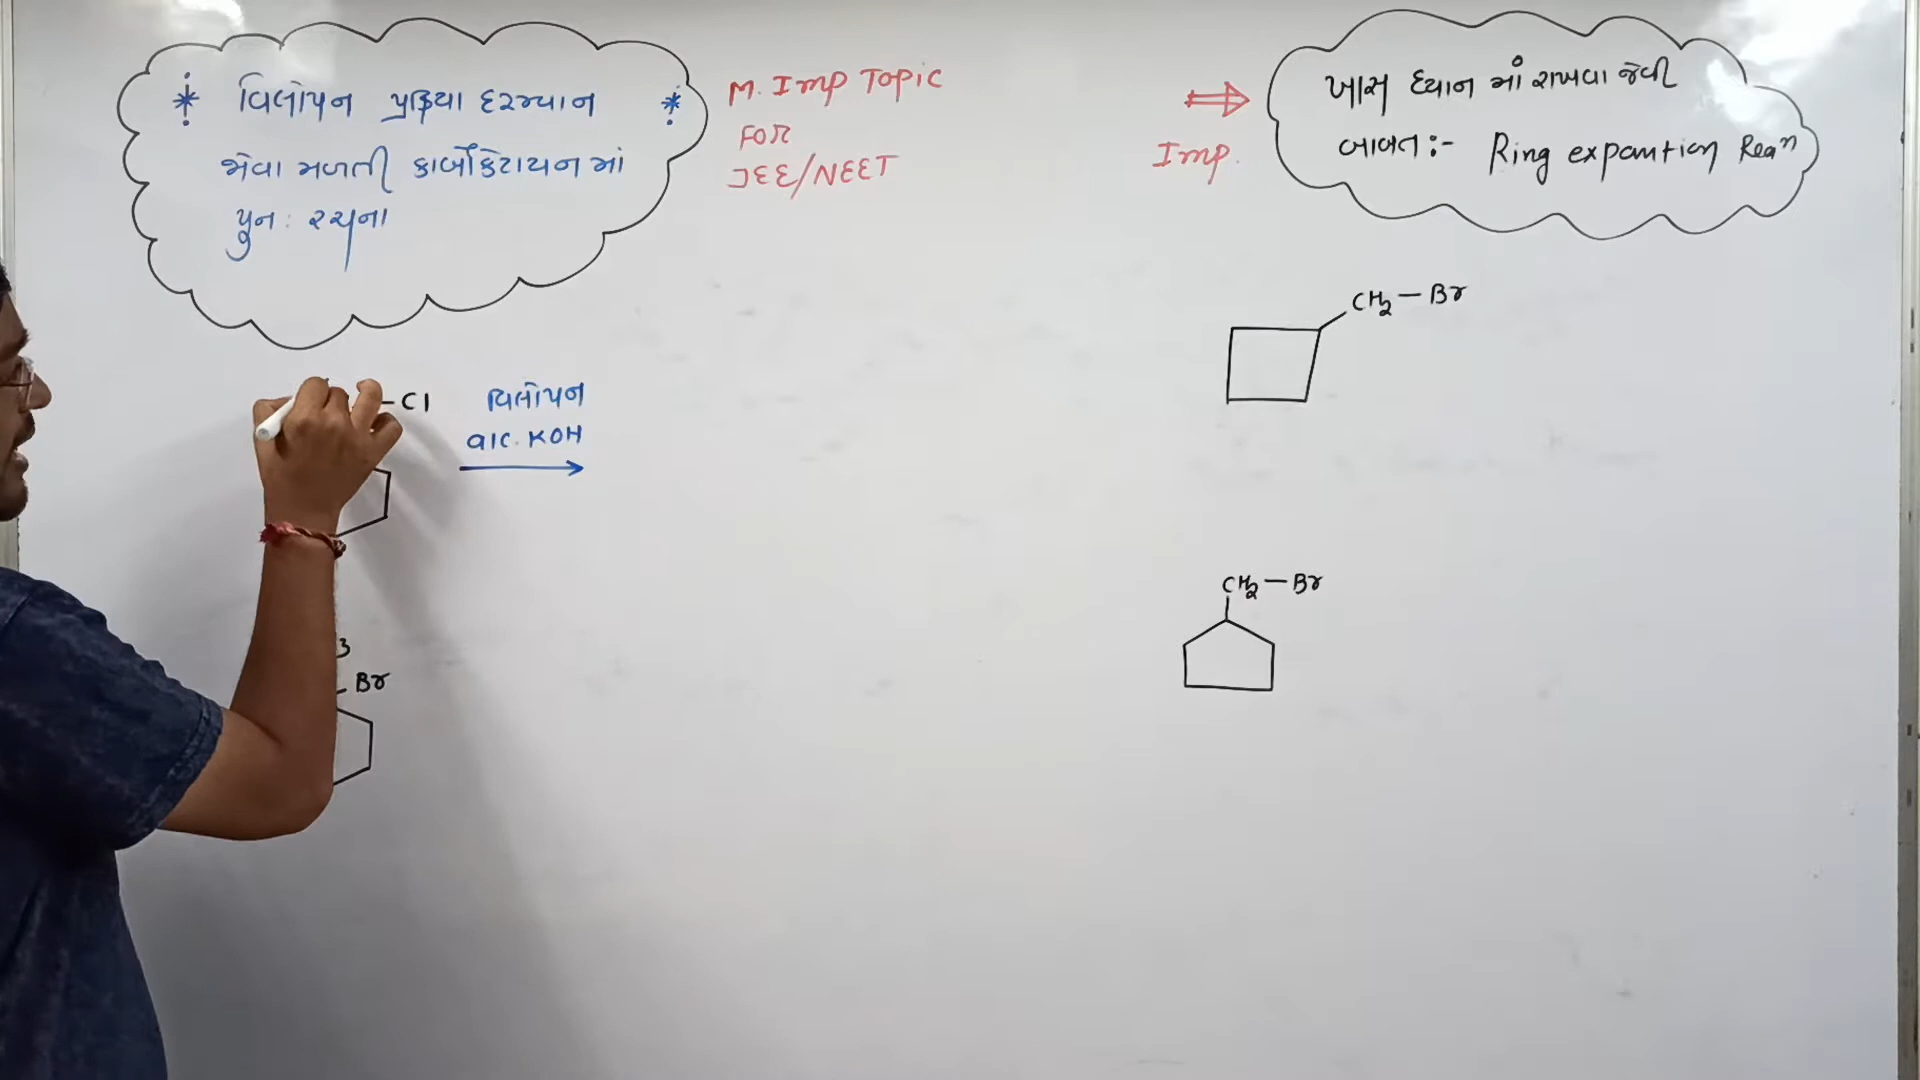 * વિલોપન પ્રક્રિયા દરમ્યાન *
જોવા મળતી કાર્બોકેટાયન માં
પુન: રચના
M. Imp Topic
FOR
JEE/NEET
⇒
Imp.
ખાસ ધ્યાન માં રાખવા જેવી
બાબત:- Ring expantion Reaⁿ
CH₂—Br
—Cl
વિલોપન
alc. KOH
CH₂—Br
3
Br